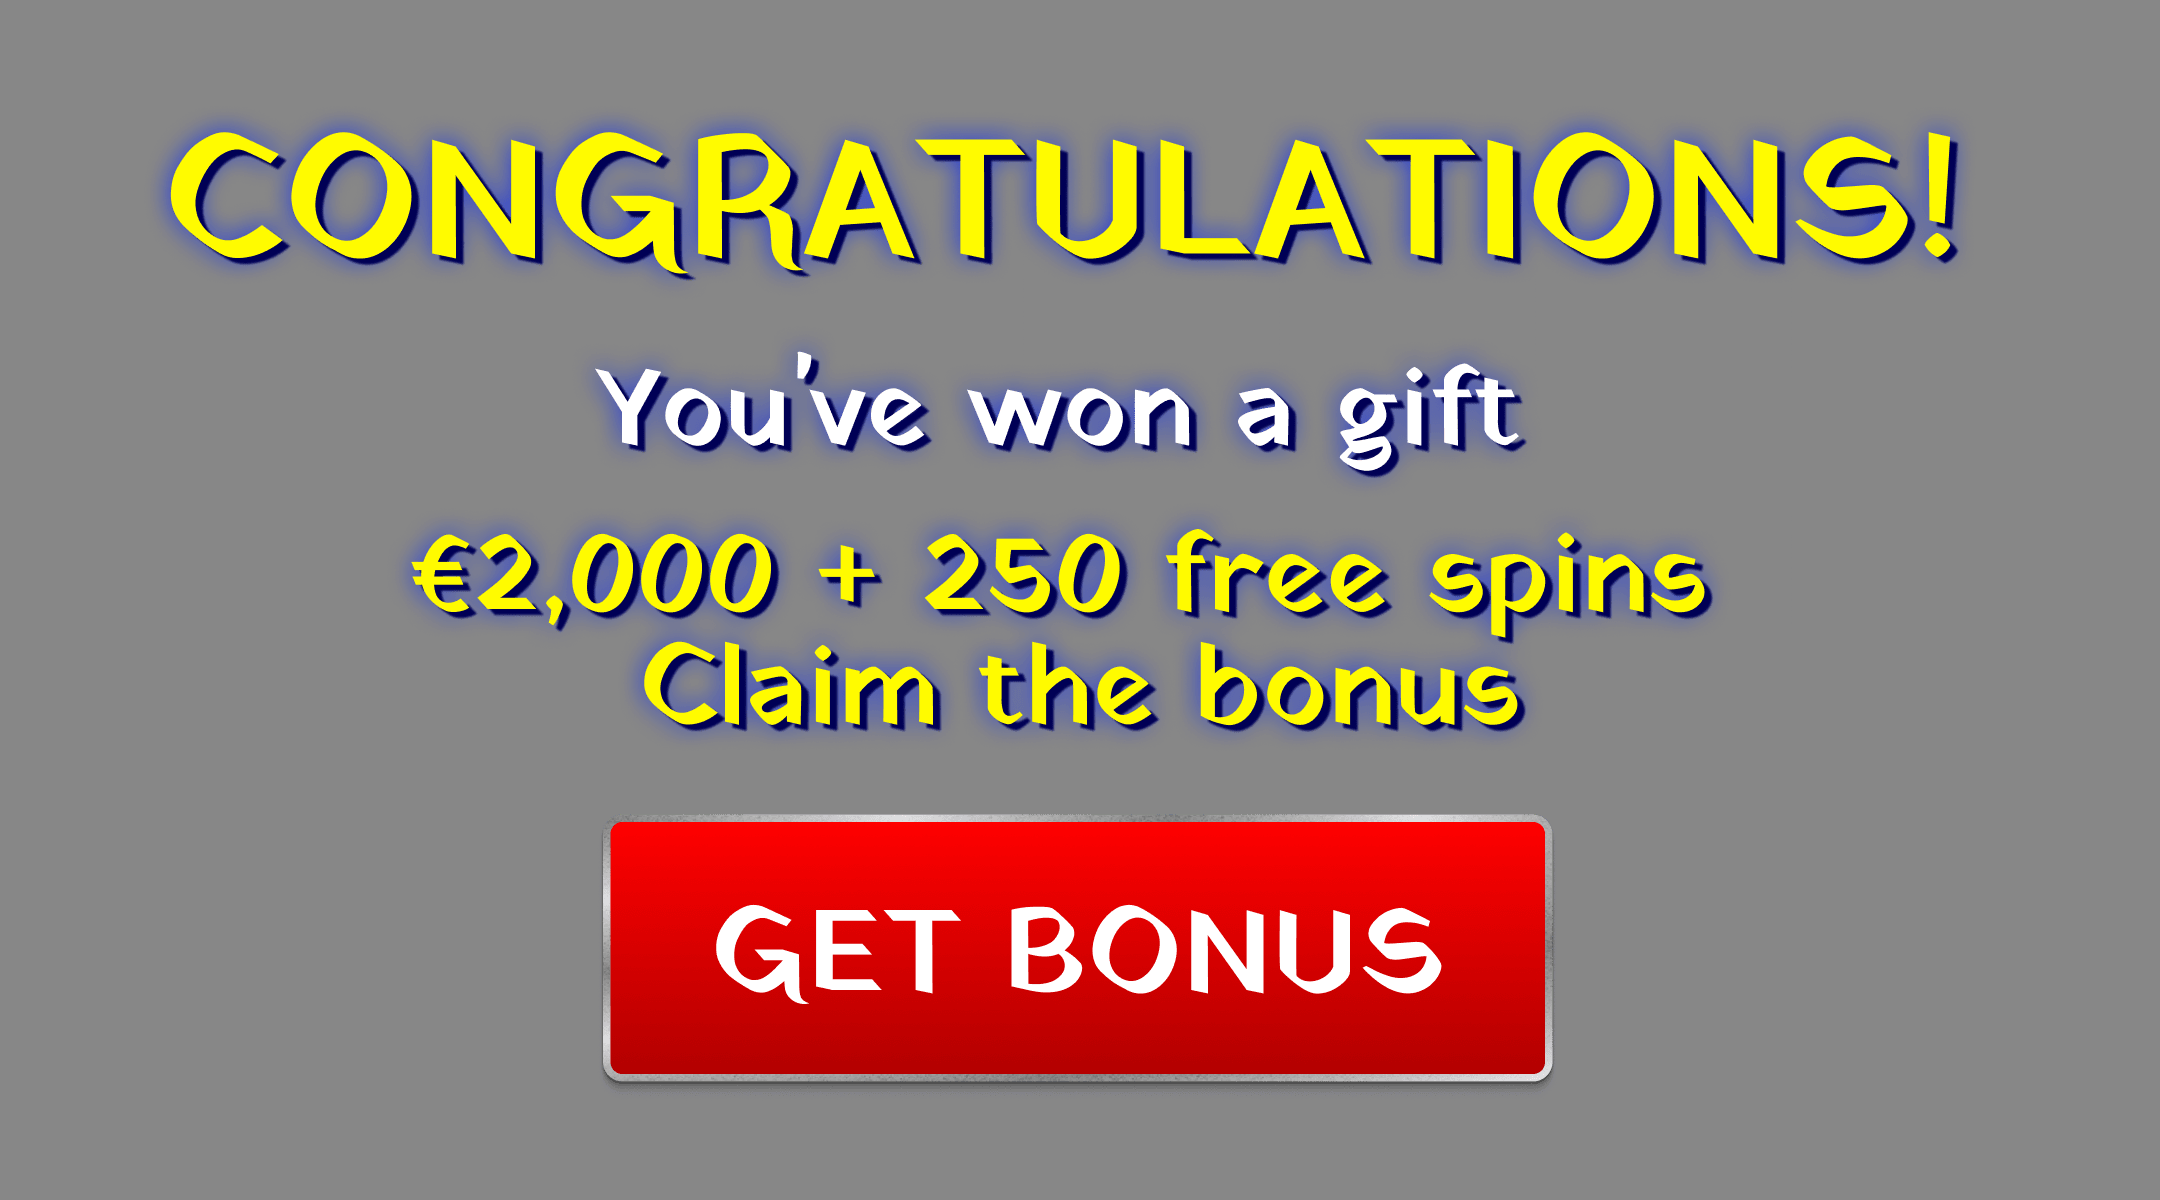 CONGRATULATIONS!
You've won a gift
€2,000 + 250 free spins
Claim the bonus
GET BONUS